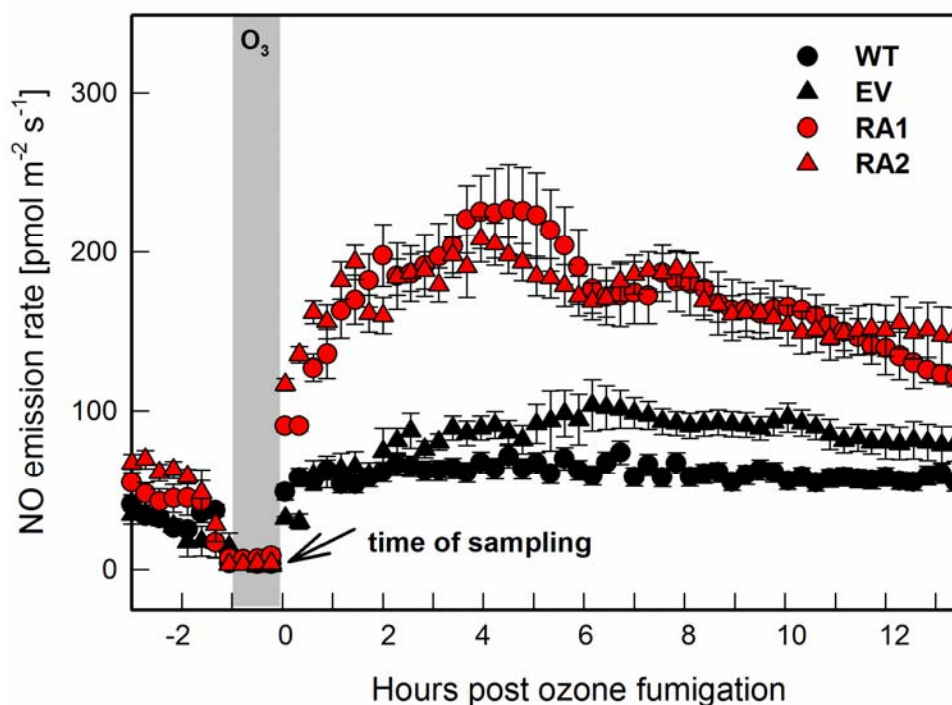 O₃
WT
EV
RA1
RA2
300
200
100
0
NO emission rate [pmol m⁻² s⁻¹]
time of sampling
-2 0 2 4 6 8 10 12
Hours post ozone fumigation